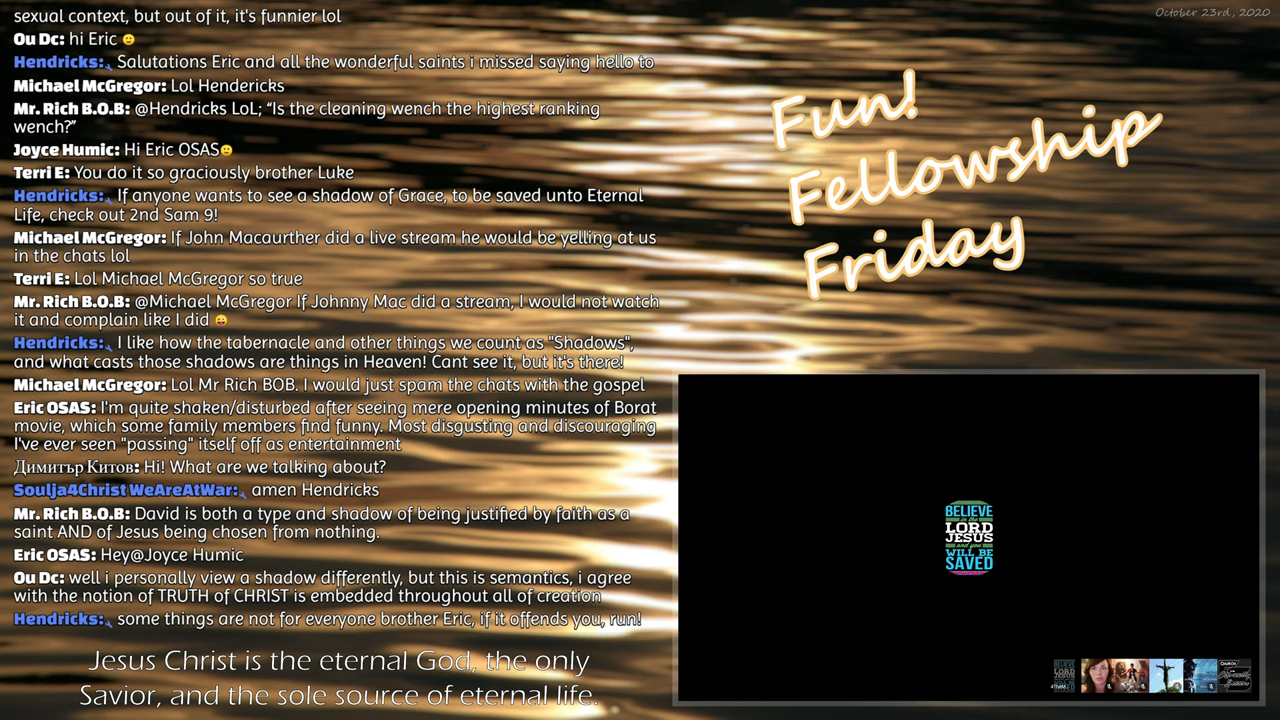 sexual context, but out of it, it's funnier lol
Ou Dc: hi Eric 🙂
Hendricks: Salutations Eric and all the wonderful saints i missed saying hello to
Michael McGregor: Lol Hendericks
Mr. Rich B.O.B: @Hendricks LoL; “Is the cleaning wench the highest ranking
wench?”
Joyce Humic: Hi Eric OSAS🙂
Terri E: You do it so graciously brother Luke
Hendricks: If anyone wants to see a shadow of Grace, to be saved unto Eternal
Life, check out 2nd Sam 9!
Michael McGregor: If John Macaurther did a live stream he would be yelling at us
in the chats lol
Terri E: Lol Michael McGregor so true
Mr. Rich B.O.B: @Michael McGregor If Johnny Mac did a stream, I would not watch
it and complain like I did 😜
Hendricks: I like how the tabernacle and other things we count as "Shadows",
and what casts those shadows are things in Heaven! Cant see it, but it's there!
Michael McGregor: Lol Mr Rich BOB. I would just spam the chats with the gospel
Eric OSAS: I'm quite shaken/disturbed after seeing mere opening minutes of Borat
movie, which some family members find funny. Most disgusting and discouraging
I've ever seen "passing" itself off as entertainment
Димитър Китов: Hi! What are we talking about?
Soulja4Christ WeAreAtWar: amen Hendricks
Mr. Rich B.O.B: David is both a type and shadow of being justified by faith as a
saint AND of Jesus being chosen from nothing.
Eric OSAS: Hey@Joyce Humic
Ou Dc: well i personally view a shadow differently, but this is semantics, i agree
with the notion of TRUTH of CHRIST is embedded throughout all of creation
Hendricks: some things are not for everyone brother Eric, if it offends you, run!
Jesus Christ is the eternal God, the only
Savior, and the sole source of eternal life.
October 23rd, 2020
Fun!
Fellowship
Friday
BELIEVE
in the
LORD
JESUS
and you
WILL BE
SAVED
BELIEVE
LORD
JESUS
CHURCH